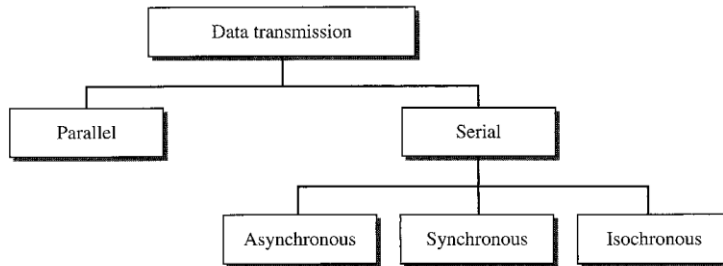 Data transmission
Parallel
Serial
Asynchronous
Synchronous
Isochronous